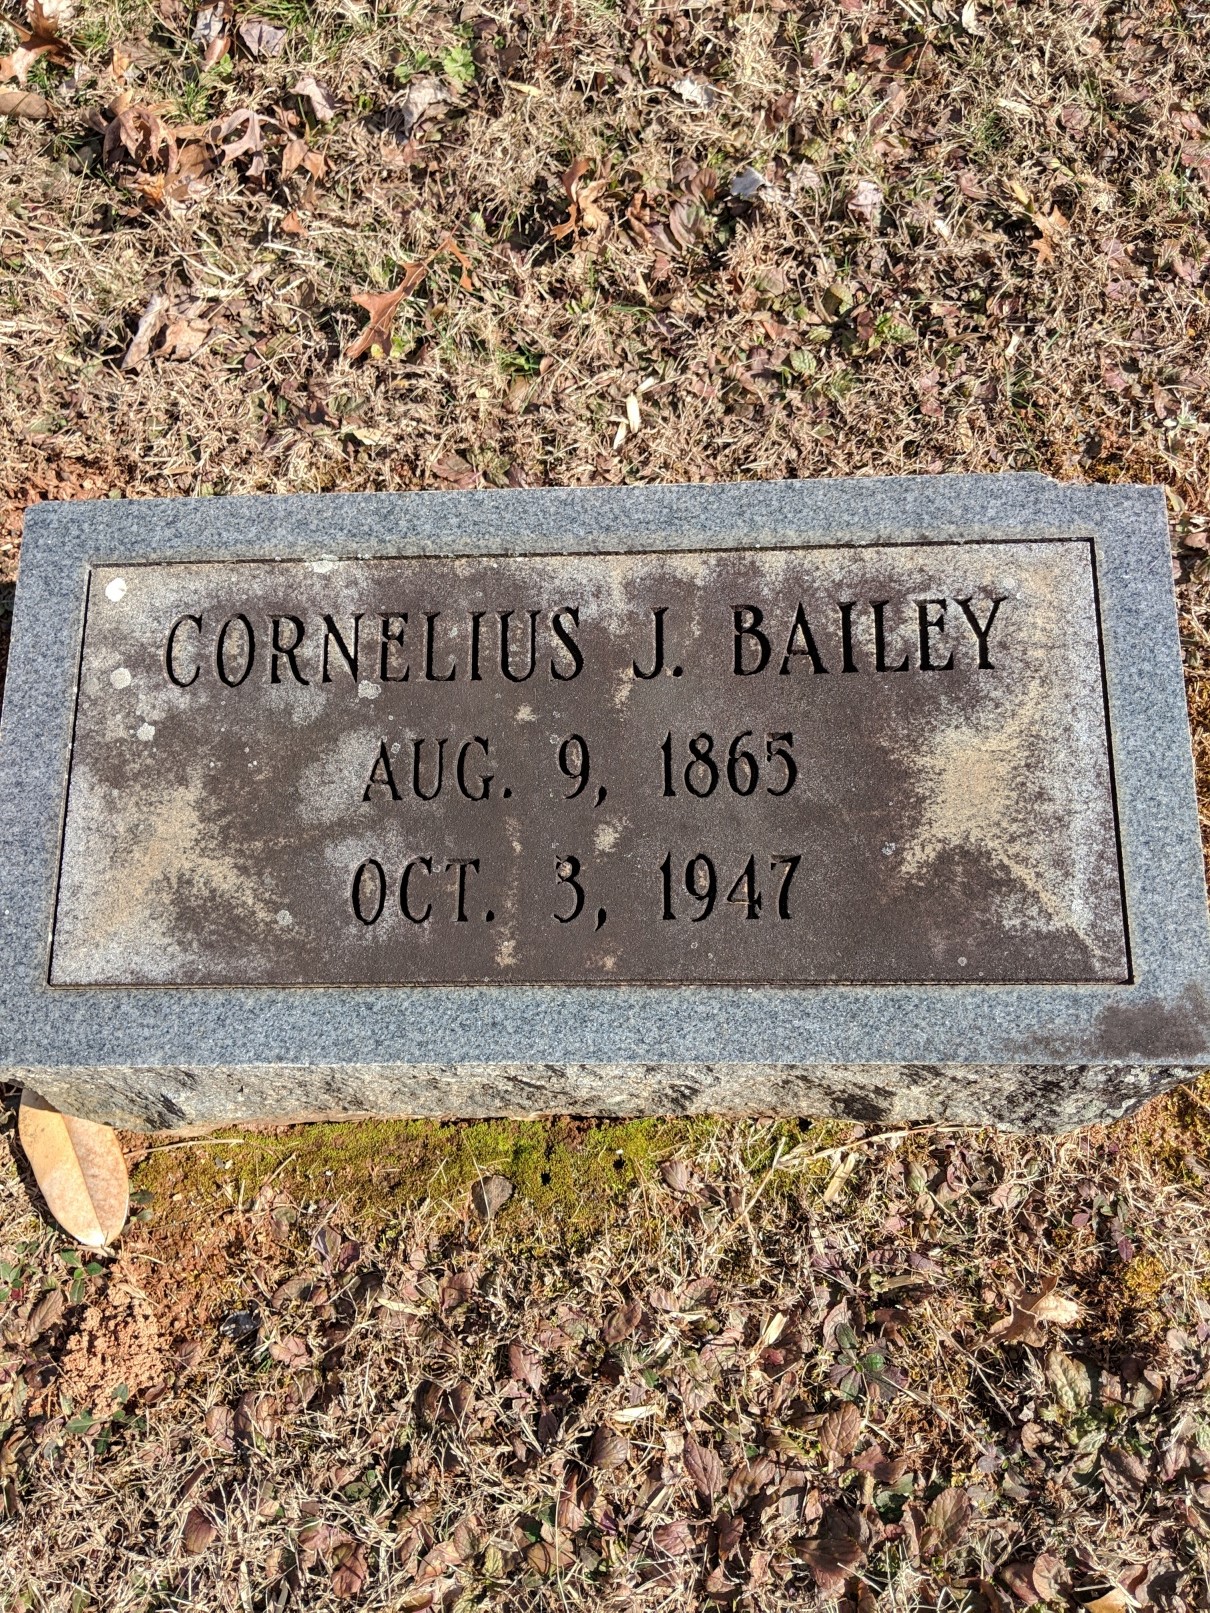 CORNELIUS J. BAILEY
AUG. 9, 1865
OCT. 3, 1947